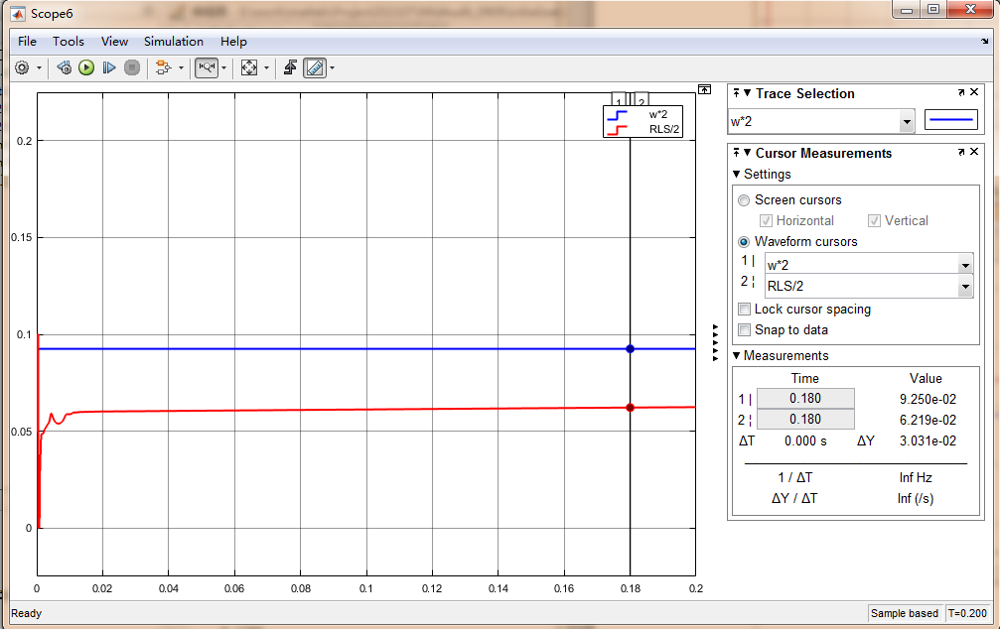 Scope6
File Tools View Simulation Help
1 2
w*2
RLS/2
0.2
0.15
0.1
0.05
0
0 0.02 0.04 0.06 0.08 0.1 0.12 0.14 0.16 0.18 0.2
Trace Selection
w*2
Cursor Measurements
Settings
Screen cursors
Horizontal Vertical
Waveform cursors
1 | w*2
2 ¦ RLS/2
Lock cursor spacing
Snap to data
Measurements
Time Value
1 | 0.180 9.250e-02
2 ¦ 0.180 6.219e-02
ΔT 0.000 s ΔY 3.031e-02
1 / ΔT Inf Hz
ΔY / ΔT Inf (/s)
Ready Sample based T=0.200